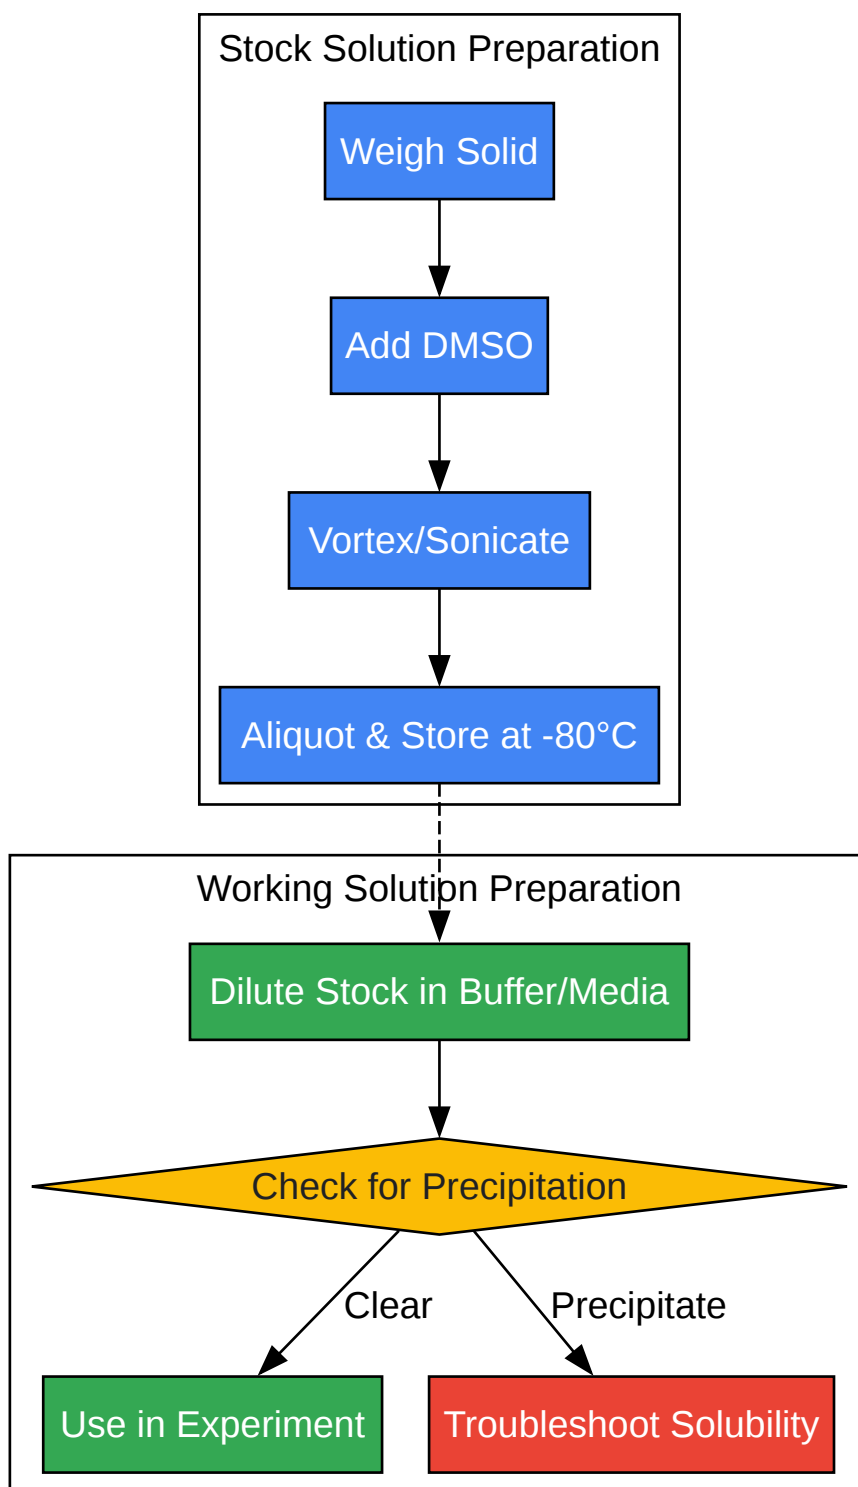 Stock Solution Preparation
Weigh Solid
Add DMSO
Vortex/Sonicate
Aliquot & Store at -80°C
Working Solution Preparation
Dilute Stock in Buffer/Media
Check for Precipitation
Clear
Precipitate
Use in Experiment
Troubleshoot Solubility